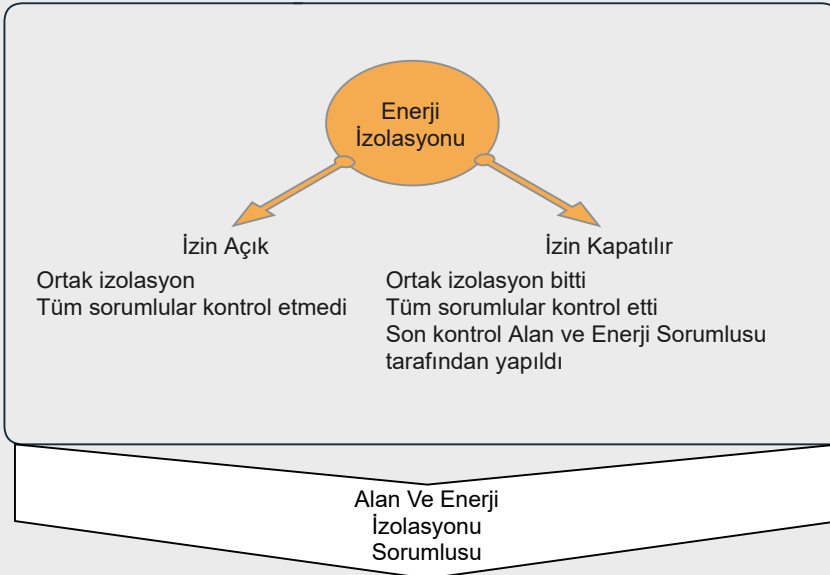 Enerji
İzolasyonu
İzin Açık
Ortak izolasyon
Tüm sorumlular kontrol etmedi
İzin Kapatılır
Ortak izolasyon bitti
Tüm sorumlular kontrol etti
Son kontrol Alan ve Enerji Sorumlusu
tarafından yapıldı
Alan Ve Enerji
İzolasyonu
Sorumlusu